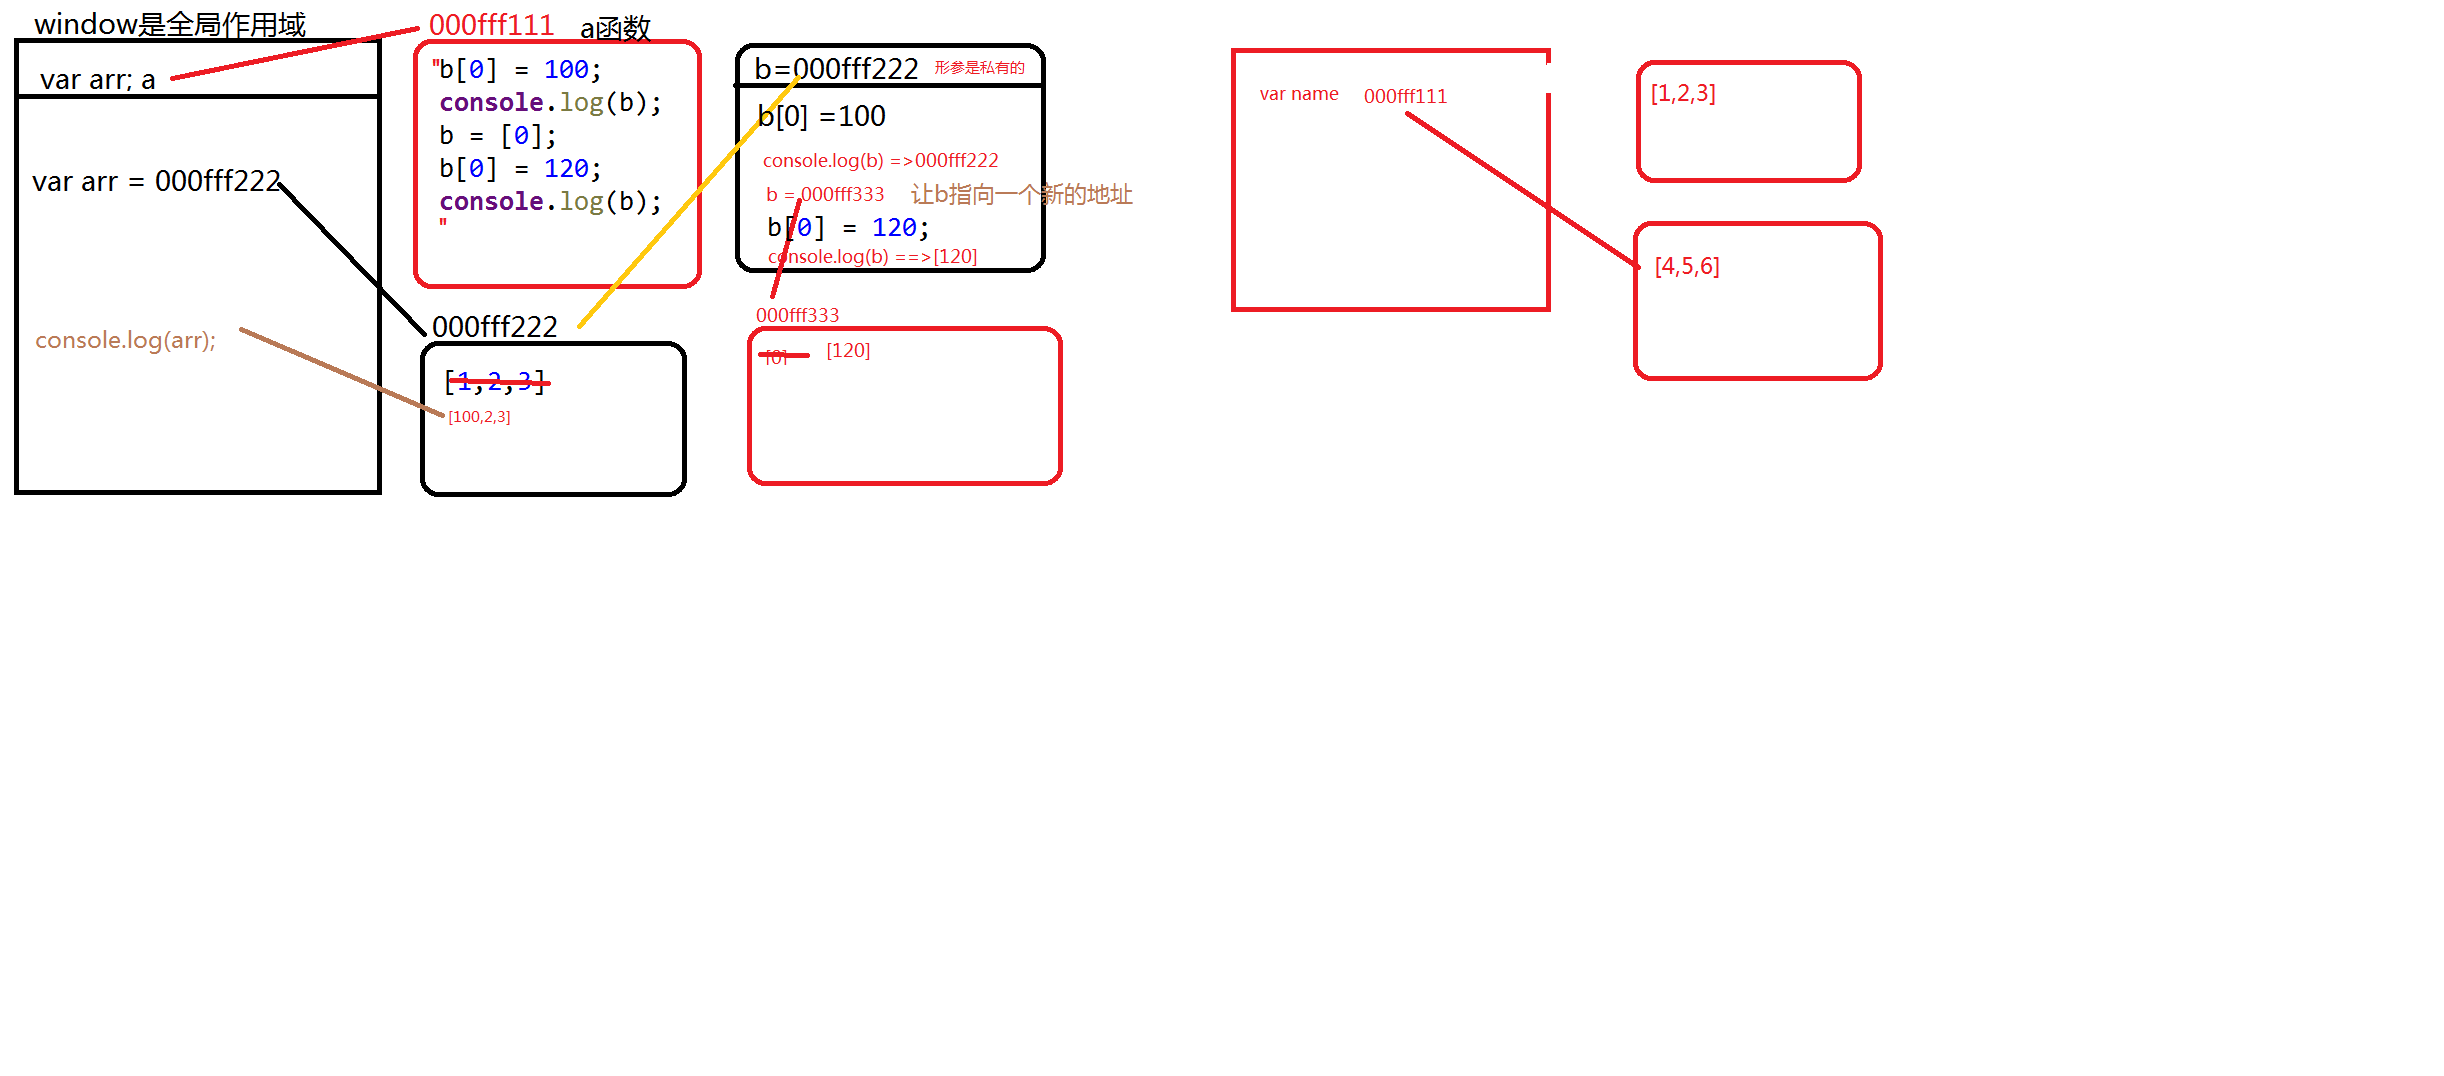 window是全局作用域
var arr; a
var arr = 000fff222
console.log(arr);
000fff111 a函数
"b[0] = 100;
console.log(b);
b = [0];
b[0] = 120;
console.log(b);
"
000fff222
[1,2,3]
[100,2,3]
b=000fff222 形参是私有的
b[0] =100
console.log(b) =>000fff222
b = 000fff333 让b指向一个新的地址
b[0] = 120;
console.log(b) ==>[120]
000fff333
[0] [120]
var name 000fff111
[1,2,3]
[4,5,6]